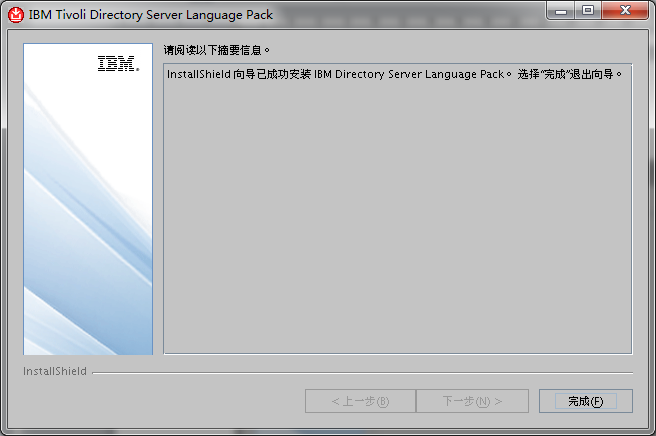 IBM Tivoli Directory Server Language Pack
IBM.
请阅读以下摘要信息。
InstallShield 向导已成功安装 IBM Directory Server Language Pack。 选择“完成”退出向导。
InstallShield
< 上一步(B)
下一步(N) >
完成(F)